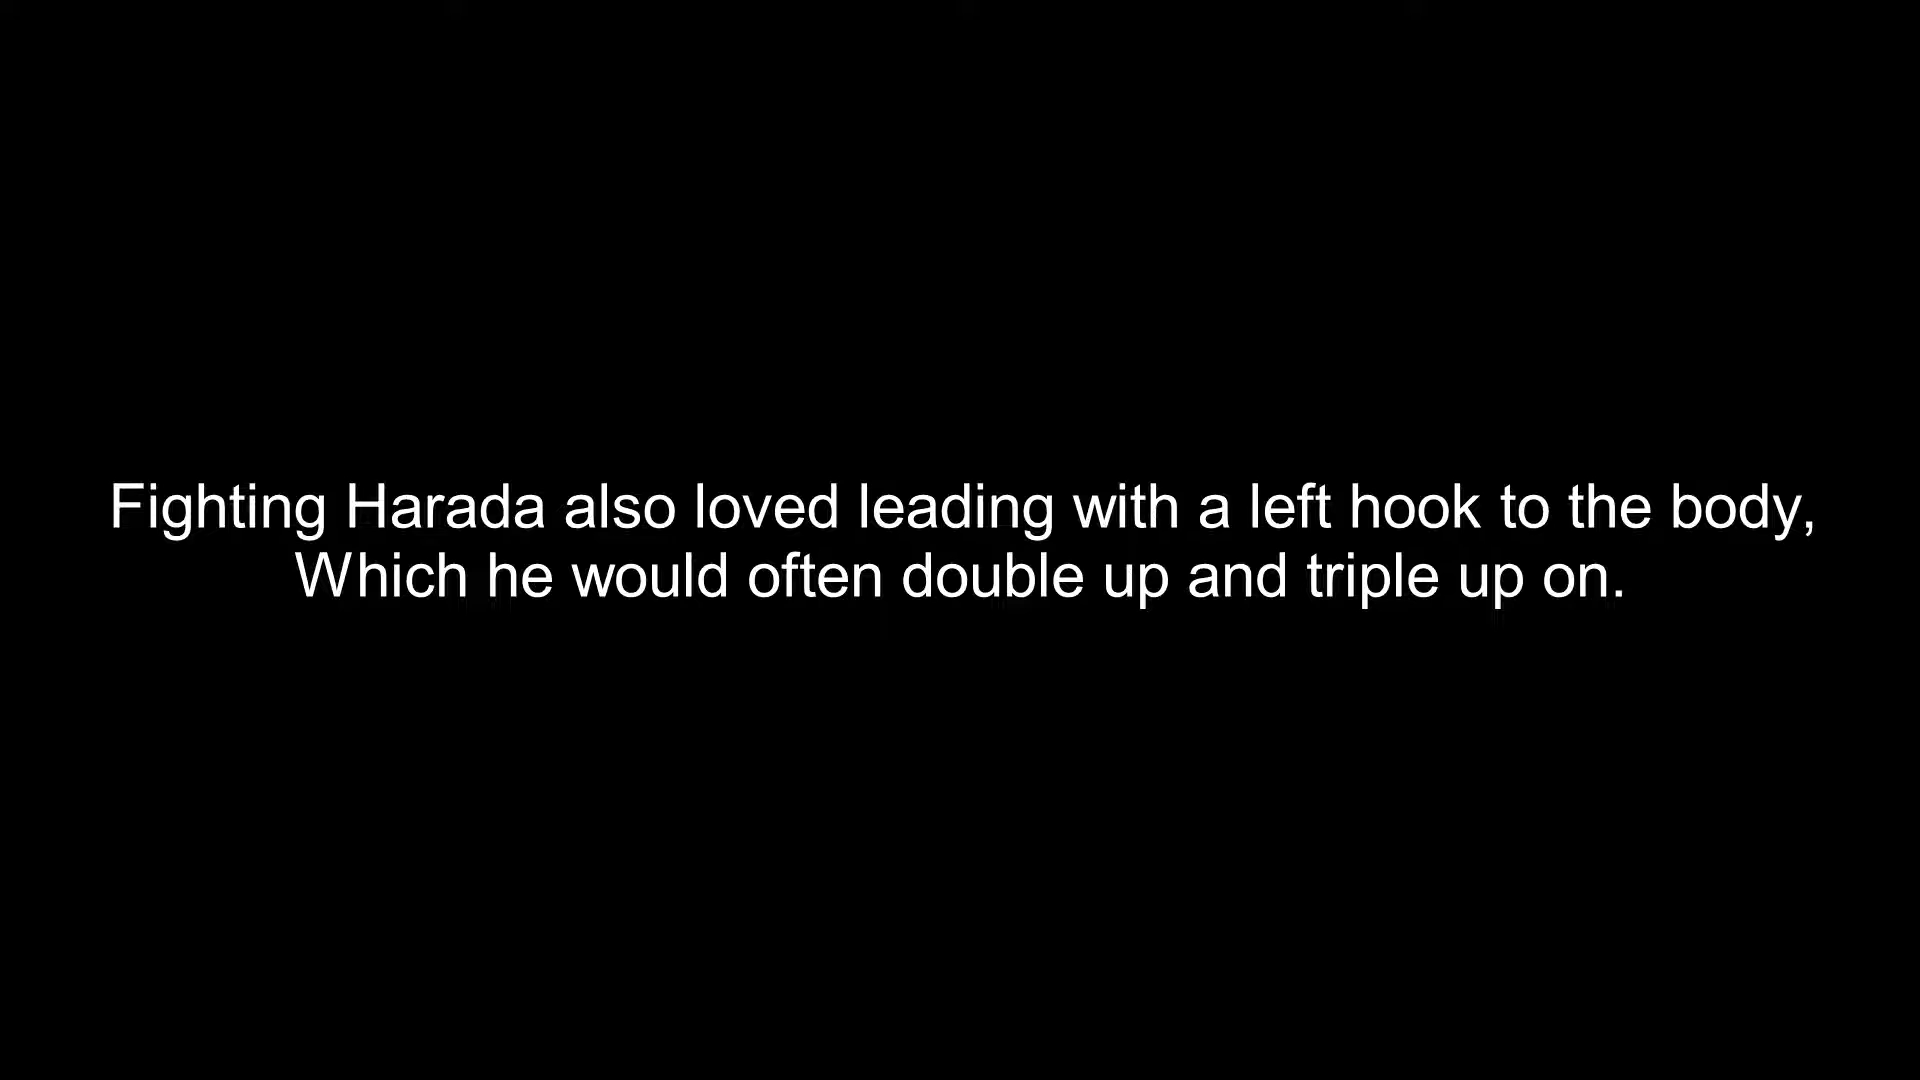 Fighting Harada also loved leading with a left hook to the body,
Which he would often double up and triple up on.